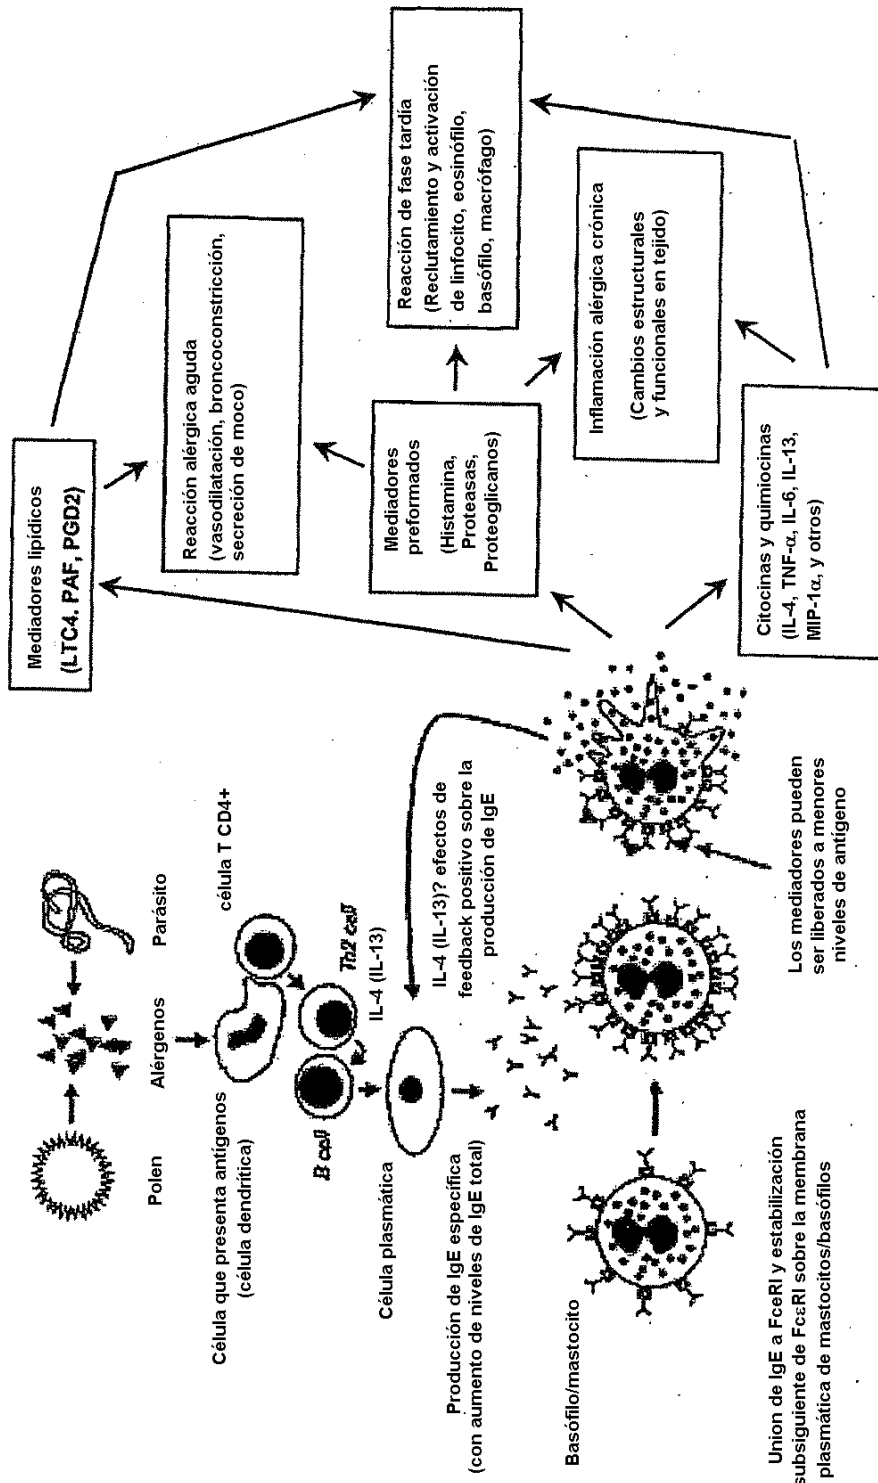 Polen
Alérgenos
Parásito
Célula que presenta antígenos
(célula dendrítica)
célula T CD4+
B cell
Th2 cell
IL-4 (IL-13)
Célula plasmática
IL-4 (IL-13)? efectos de
feedback positivo sobre la
producción de IgE
Producción de IgE específica
(con aumento de niveles de IgE total)
Basófilo/mastocito
Union de IgE a FceRI y estabilización
subsiguiente de FcεRI sobre la membrana
plasmática de mastocitos/basófilos
Los mediadores pueden
ser liberados a menores
niveles de antígeno
Mediadores lipídicos
(LTC4. PAF, PGD2)
Reacción alérgica aguda
(vasodilatación, broncoconstricción,
secreción de moco)
Mediadores
preformados
(Histamina,
Proteasas,
Proteoglicanos)
Citocinas y quimiocinas
(IL-4, TNF-α, IL-6, IL-13,
MIP-1α, y otros)
Reacción de fase tardía
(Reclutamiento y activación
de linfocito, eosinófilo,
basófilo, macrófago)
Inflamación alérgica crónica
(Cambios estructurales
y funcionales en tejido)